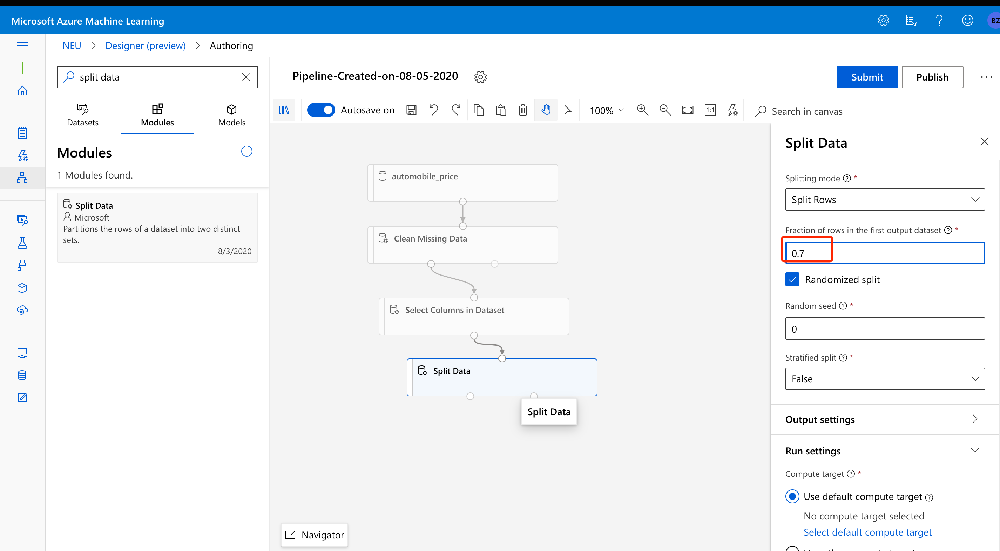 Microsoft Azure Machine Learning
BZ
NEU > Designer (preview) > Authoring
split data
Datasets
Modules
Models
Modules
1 Modules found.
Split Data
Microsoft
Partitions the rows of a dataset into two distinct
sets.
8/3/2020
Pipeline-Created-on-08-05-2020
Submit
Publish
Autosave on
100%
1:1
Search in canvas
automobile_price
Clean Missing Data
Select Columns in Dataset
Split Data
Split Data
Navigator
Split Data
Splitting mode ? *
Split Rows
Fraction of rows in the first output dataset ? *
0.7
Randomized split
Random seed ? *
0
Stratified split ? *
False
Output settings
Run settings
Compute target ? *
Use default compute target ?
No compute target selected
Select default compute target